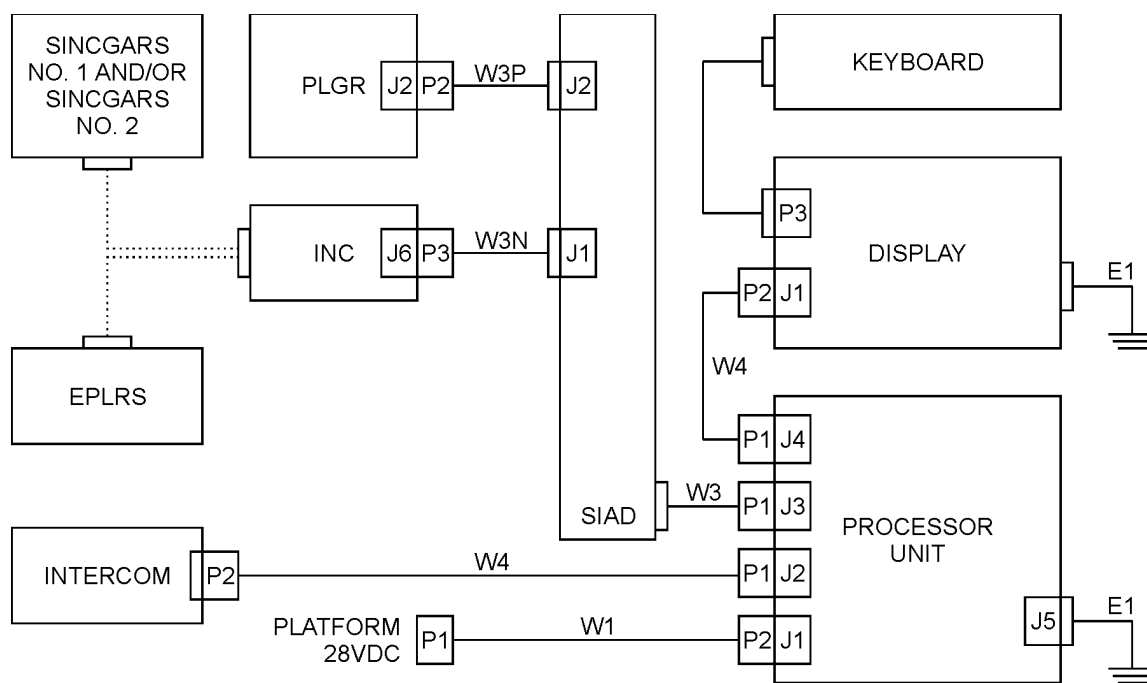 SINCGARS
NO. 1 AND/OR
SINCGARS
NO. 2
PLGR
J2
P2
W3P
J2
KEYBOARD
INC
J6
P3
W3N
J1
P3
DISPLAY
P2
J1
E1
EPLRS
W4
P1
J4
SIAD
W3
P1
J3
PROCESSOR
UNIT
INTERCOM
P2
W4
P1
J2
PLATFORM
28VDC
P1
W1
P2
J1
J5
E1